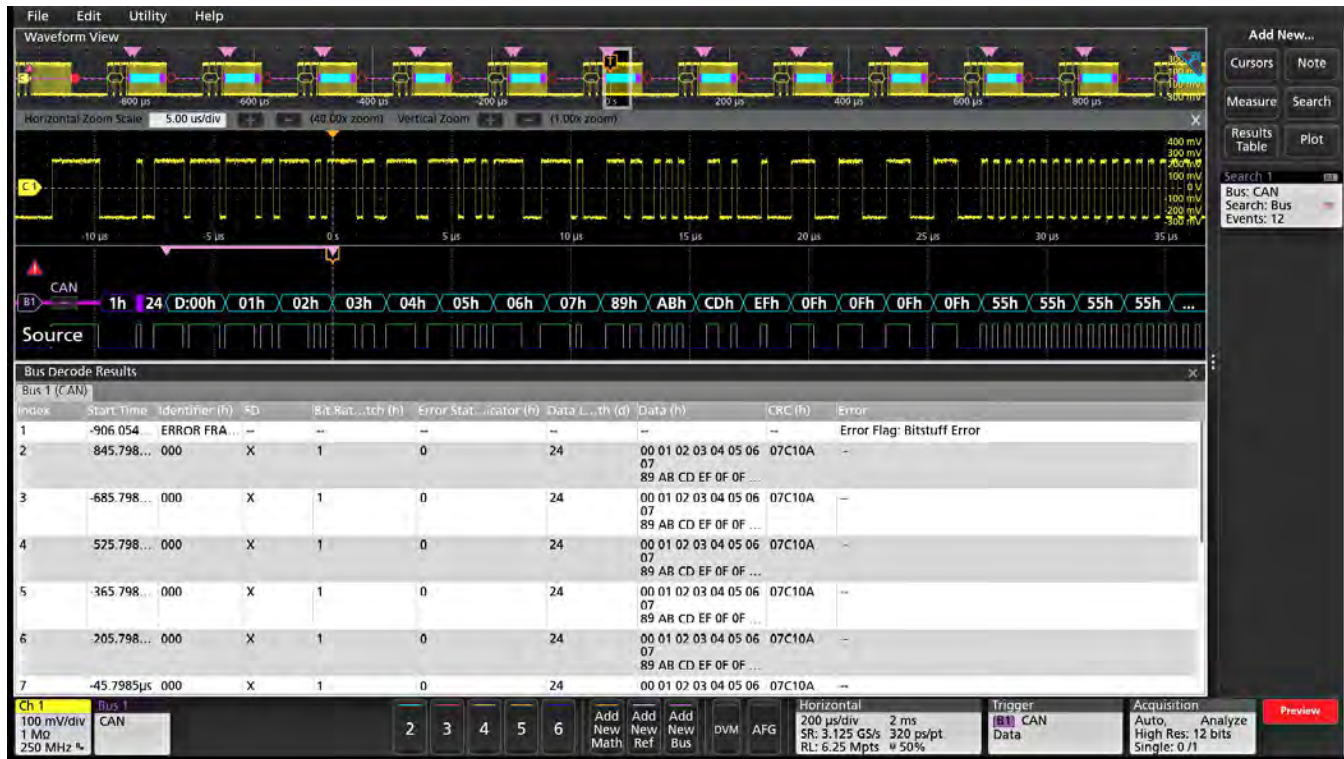 File Edit Utility Help
Waveform View
Add New...
Cursors Note
Measure Search
Results Table Plot
-800 µs -600 µs -400 µs -200 µs 0 s 200 µs 400 µs 600 µs 800 µs
Horizontal Zoom Scale 5.00 us/div (40.00x zoom) Vertical Zoom (1.00x zoom)
Search 1
Bus: CAN
Search: Bus
Events: 12
400 mV
300 mV
100 mV
0 V
-100 mV
-200 mV
-300 mV
C1
-10 µs -5 µs 0 s 5 µs 10 µs 15 µs 20 µs 25 µs 30 µs 35 µs
CAN
B1 1h 24 D:00h 01h 02h 03h 04h 05h 06h 07h 89h ABh CDh EFh 0Fh 0Fh 0Fh 0Fh 55h 55h 55h 55h ...
Source
Bus Decode Results
Bus 1 (CAN)
Index Start Time Identifier (h) FD Bit Rat...tch (h) Error Stat...icator (h) Data L...th (d) Data (h) CRC (h) Error
1 -906.054... ERROR FRA... -- -- -- -- -- -- Error Flag: Bitstuff Error
2 845.798... 000 X 1 0 24 00 01 02 03 04 05 06 07C10A --
07
89 AB CD EF 0F 0F ...
3 -685.798... 000 X 1 0 24 00 01 02 03 04 05 06 07C10A --
07
89 AB CD EF 0F 0F ...
4 525.798... 000 X 1 0 24 00 01 02 03 04 05 06 07C10A --
07
89 AB CD EF 0F 0F ...
5 -365.798... 000 X 1 0 24 00 01 02 03 04 05 06 07C10A --
07
89 AB CD EF 0F 0F ...
6 -205.798... 000 X 1 0 24 00 01 02 03 04 05 06 07C10A --
07
89 AB CD EF 0F 0F ...
7 -45.7985µs 000 X 1 0 24 00 01 02 03 04 05 06 07C10A --
Ch 1
100 mV/div
1 MΩ
250 MHz
Bus 1
CAN
2 3 4 5 6
Add New Math
Add New Ref
Add New Bus
DVM AFG
Horizontal
200 µs/div 2 ms
SR: 3.125 GS/s 320 ps/pt
RL: 6.25 Mpts 50%
Trigger
B1 CAN
Data
Acquisition
Auto, Analyze
High Res: 12 bits
Single: 0 /1
Preview